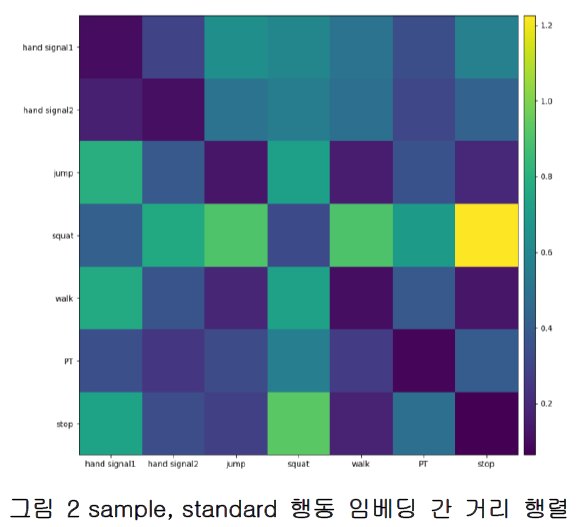 hand signal1
hand signal2
jump
squat
walk
PT
stop
hand signal1 hand signal2 jump squat walk PT stop
1.2
1.0
0.8
0.6
0.4
0.2
그림 2 sample, standard 행동 임베딩 간 거리 행렬